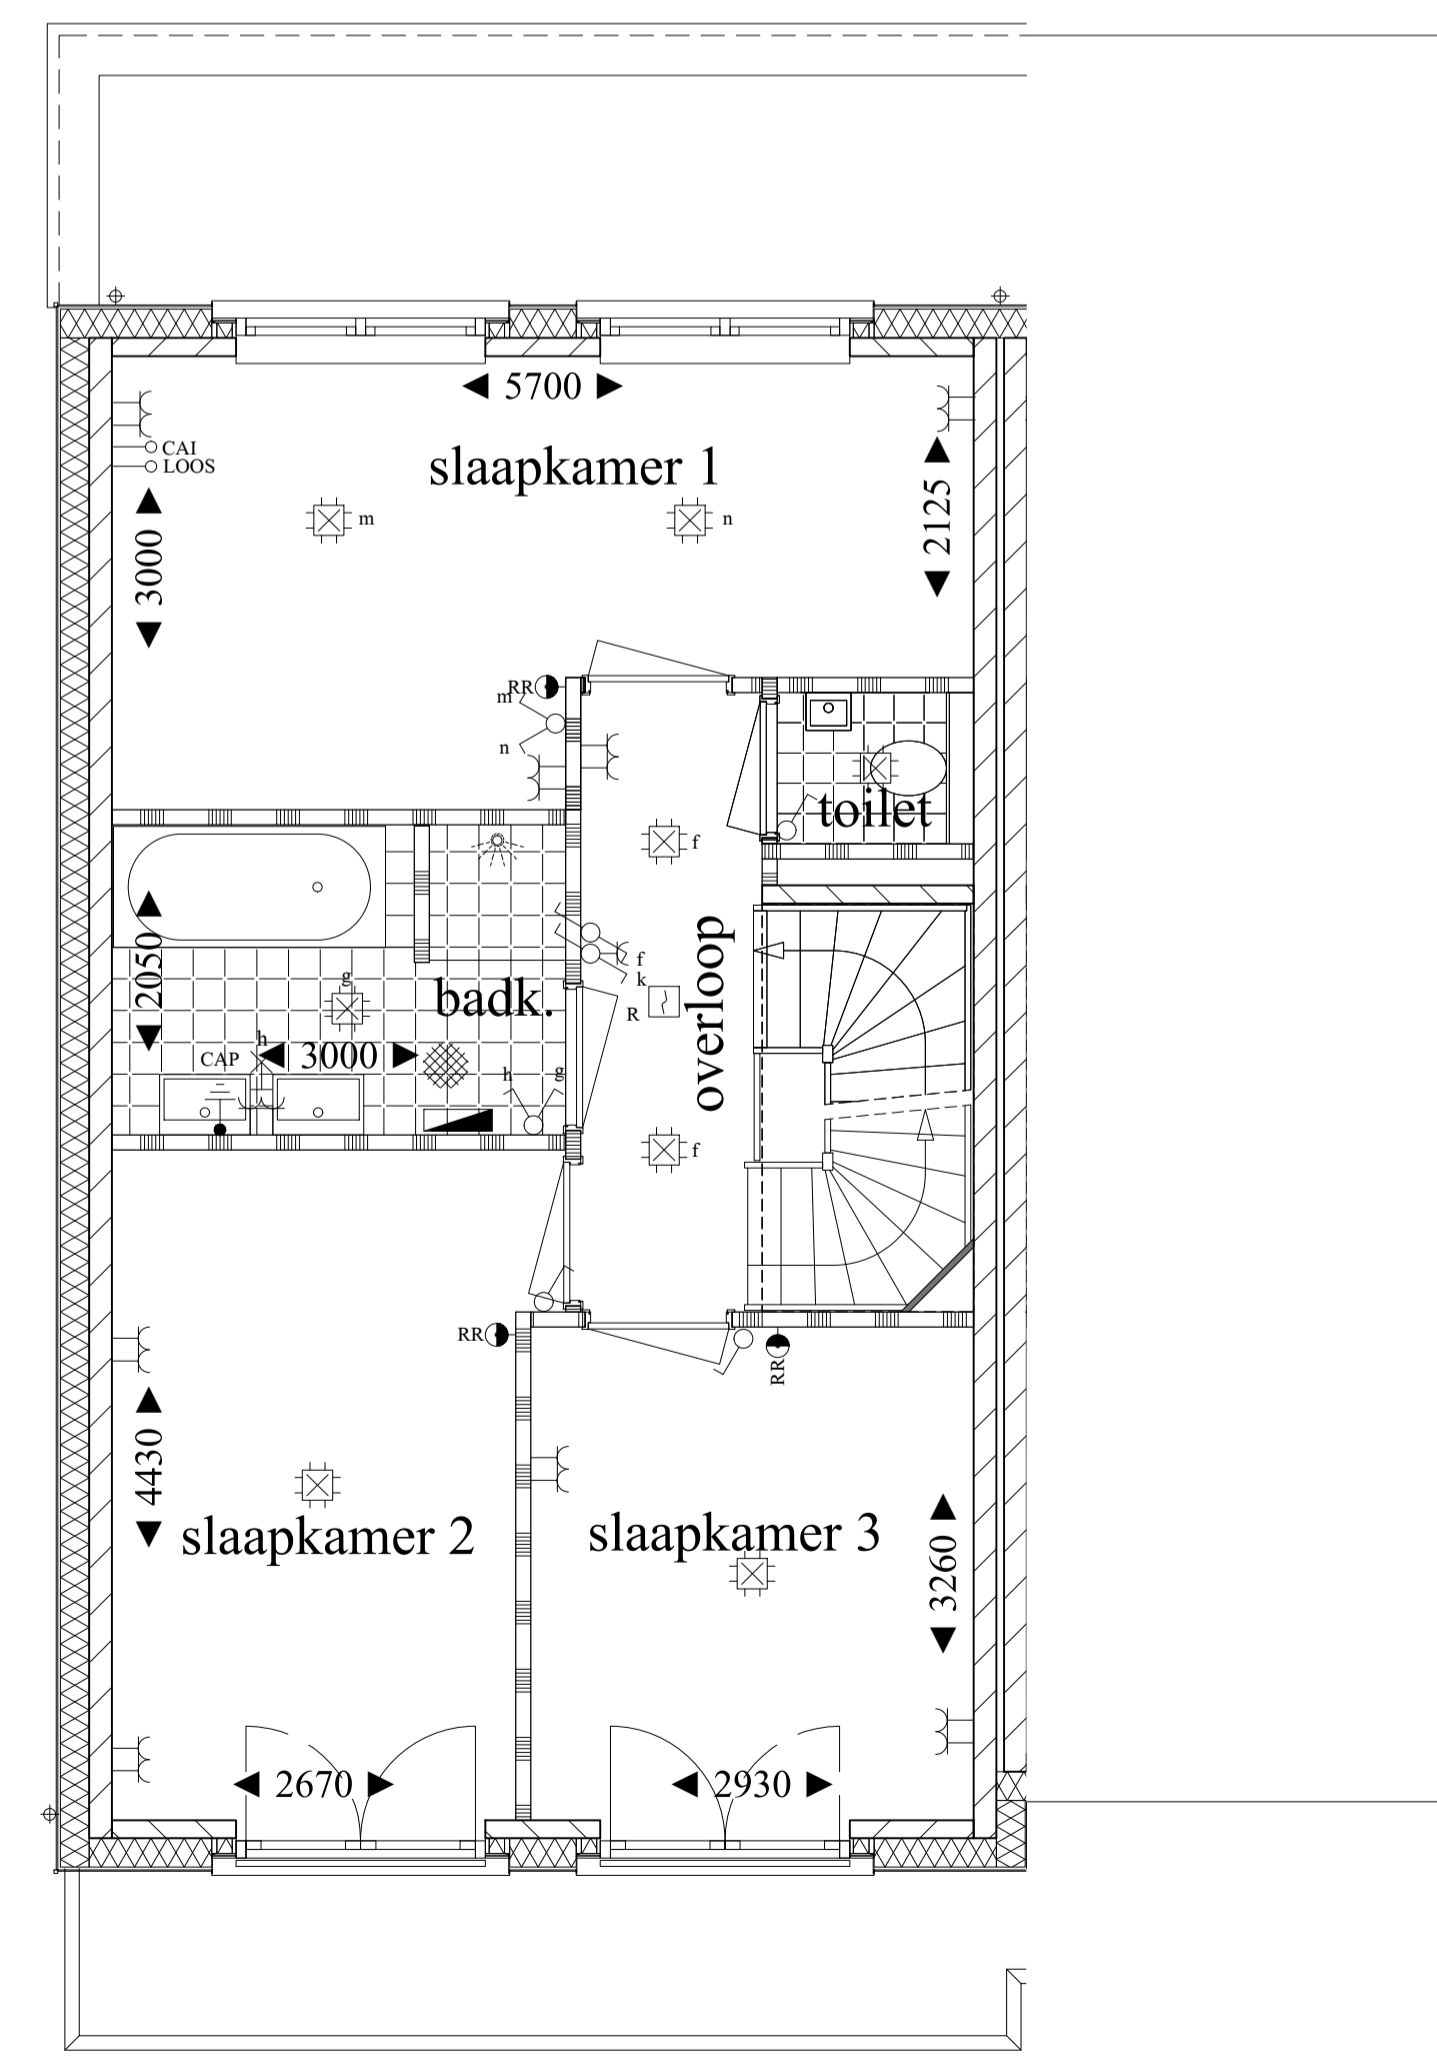 5700
CAI
LOOS
slaapkamer 1
m
n
3000
2125
RR
m
n
toilet
f
overloop
2050
g
badk.
f
k
R
h
CAP
3000
h
g
f
RR
RR
4430
slaapkamer 2
slaapkamer 3
3260
2670
2930